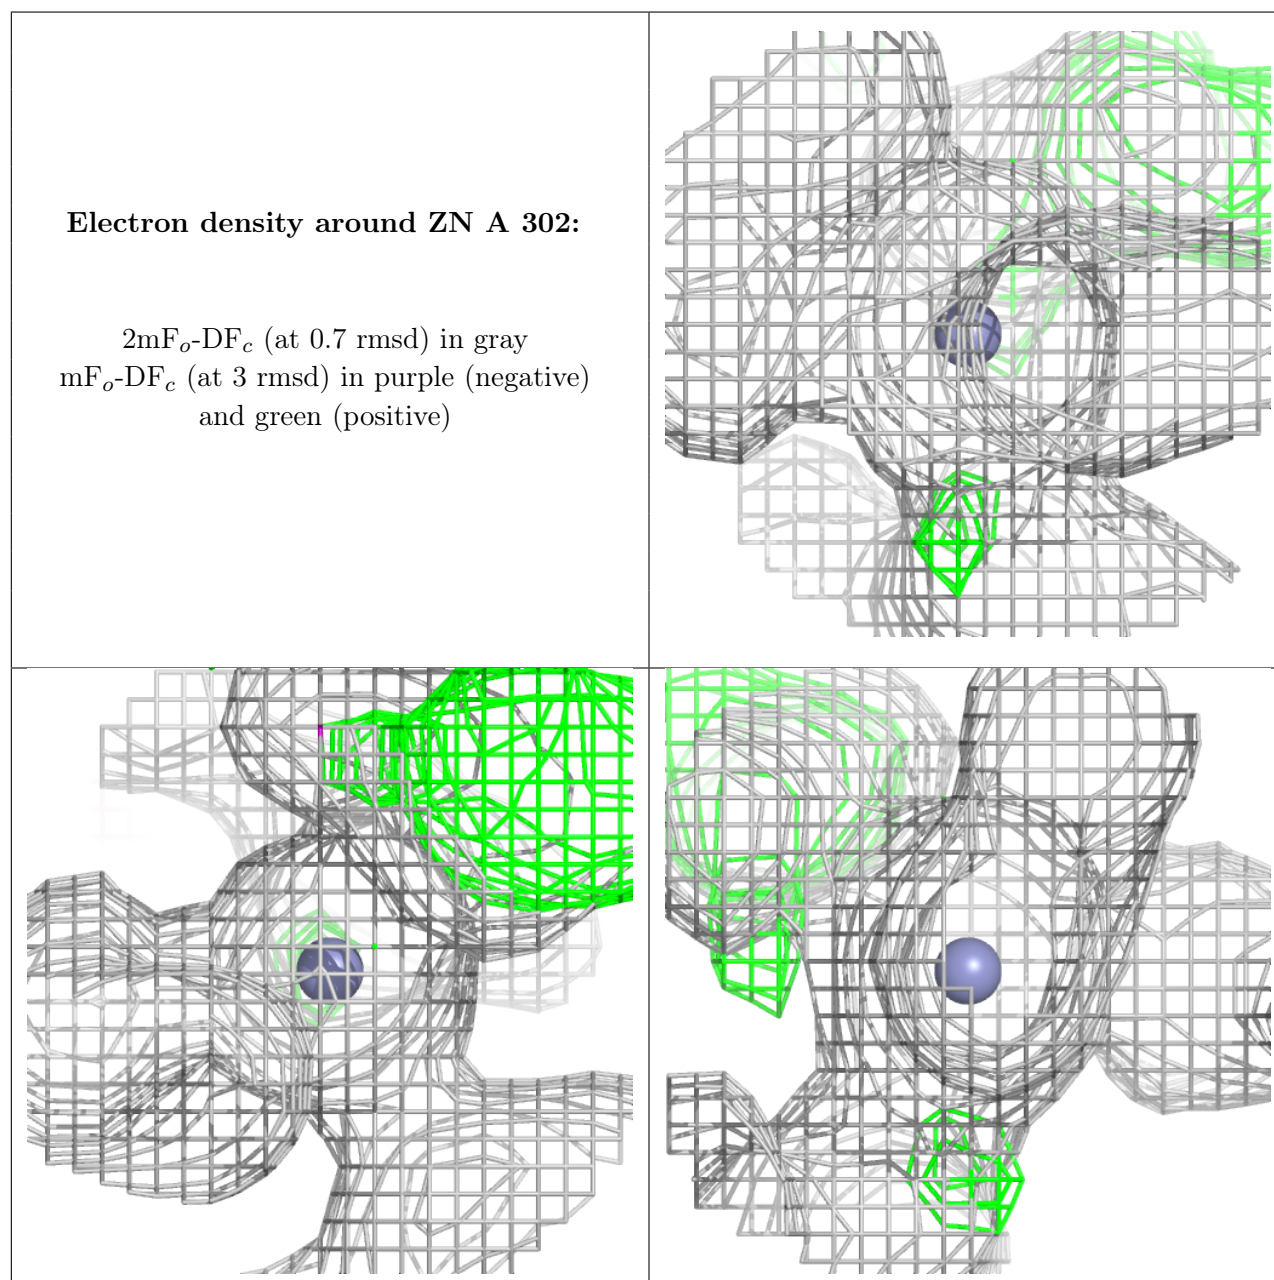 Electron density around ZN A 302:
2mFo-DFc (at 0.7 rmsd) in gray
mFo-DFc (at 3 rmsd) in purple (negative)
and green (positive)